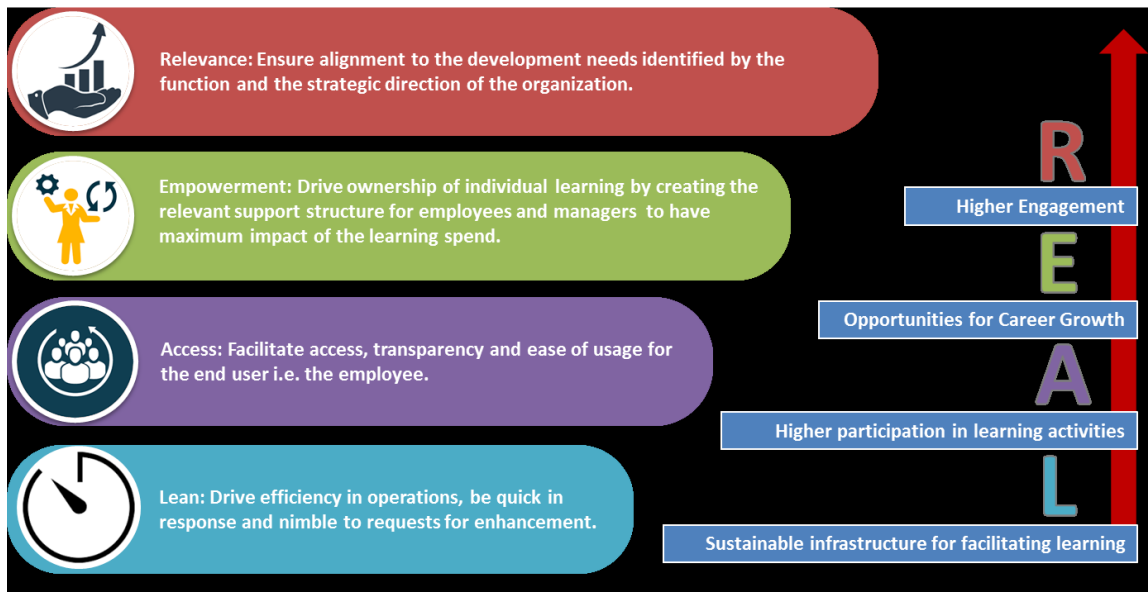 Relevance: Ensure alignment to the development needs identified by the
function and the strategic direction of the organization.
R
Higher Engagement
Empowerment: Drive ownership of individual learning by creating the
relevant support structure for employees and managers to have
maximum impact of the learning spend.
E
Opportunities for Career Growth
Access: Facilitate access, transparency and ease of usage for
the end user i.e. the employee.
A
Higher participation in learning activities
Lean: Drive efficiency in operations, be quick in
response and nimble to requests for enhancement.
L
Sustainable infrastructure for facilitating learning